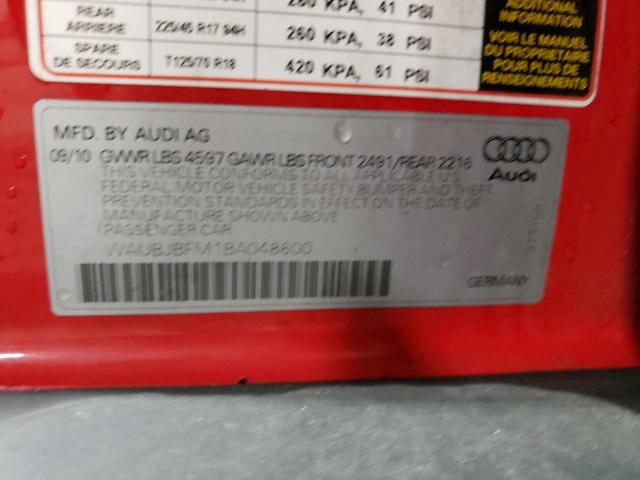 280 KPA, 41 PSI
REAR
ARRIERE
225/45 R17 94H
260 KPA, 38 PSI
SPARE
DE SECOURS
T125/70 R18
420 KPA, 61 PSI
ADDITIONAL
INFORMATION
VOIR LE MANUEL
DU PROPRIETAIRE
POUR PLUS DE
RENSEIGNEMENTS
MFD. BY AUDI AG
09/10 GVWR LBS 4597 GAWR LBS FRONT 2491/REAR 2216
THIS VEHICLE CONFORMS TO ALL APPLICABLE U.S.
FEDERAL MOTOR VEHICLE SAFETY, BUMPER AND THEFT
PREVENTION STANDARDS IN EFFECT ON THE DATE OF
MANUFACTURE SHOWN ABOVE
(PASSENGER CAR
WAUBJBFM1BA048600
Audi
GERMANY